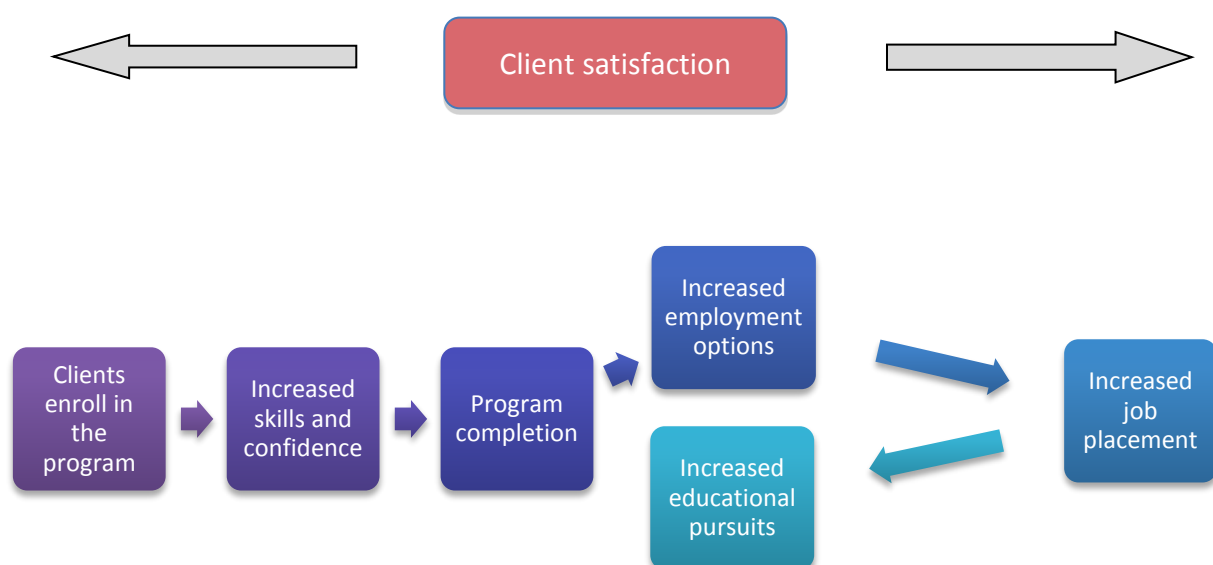 Client satisfaction
Clients
enroll in
the
program
Increased
skills and
confidence
Program
completion
Increased
employment
options
Increased
educational
pursuits
Increased
job
placement